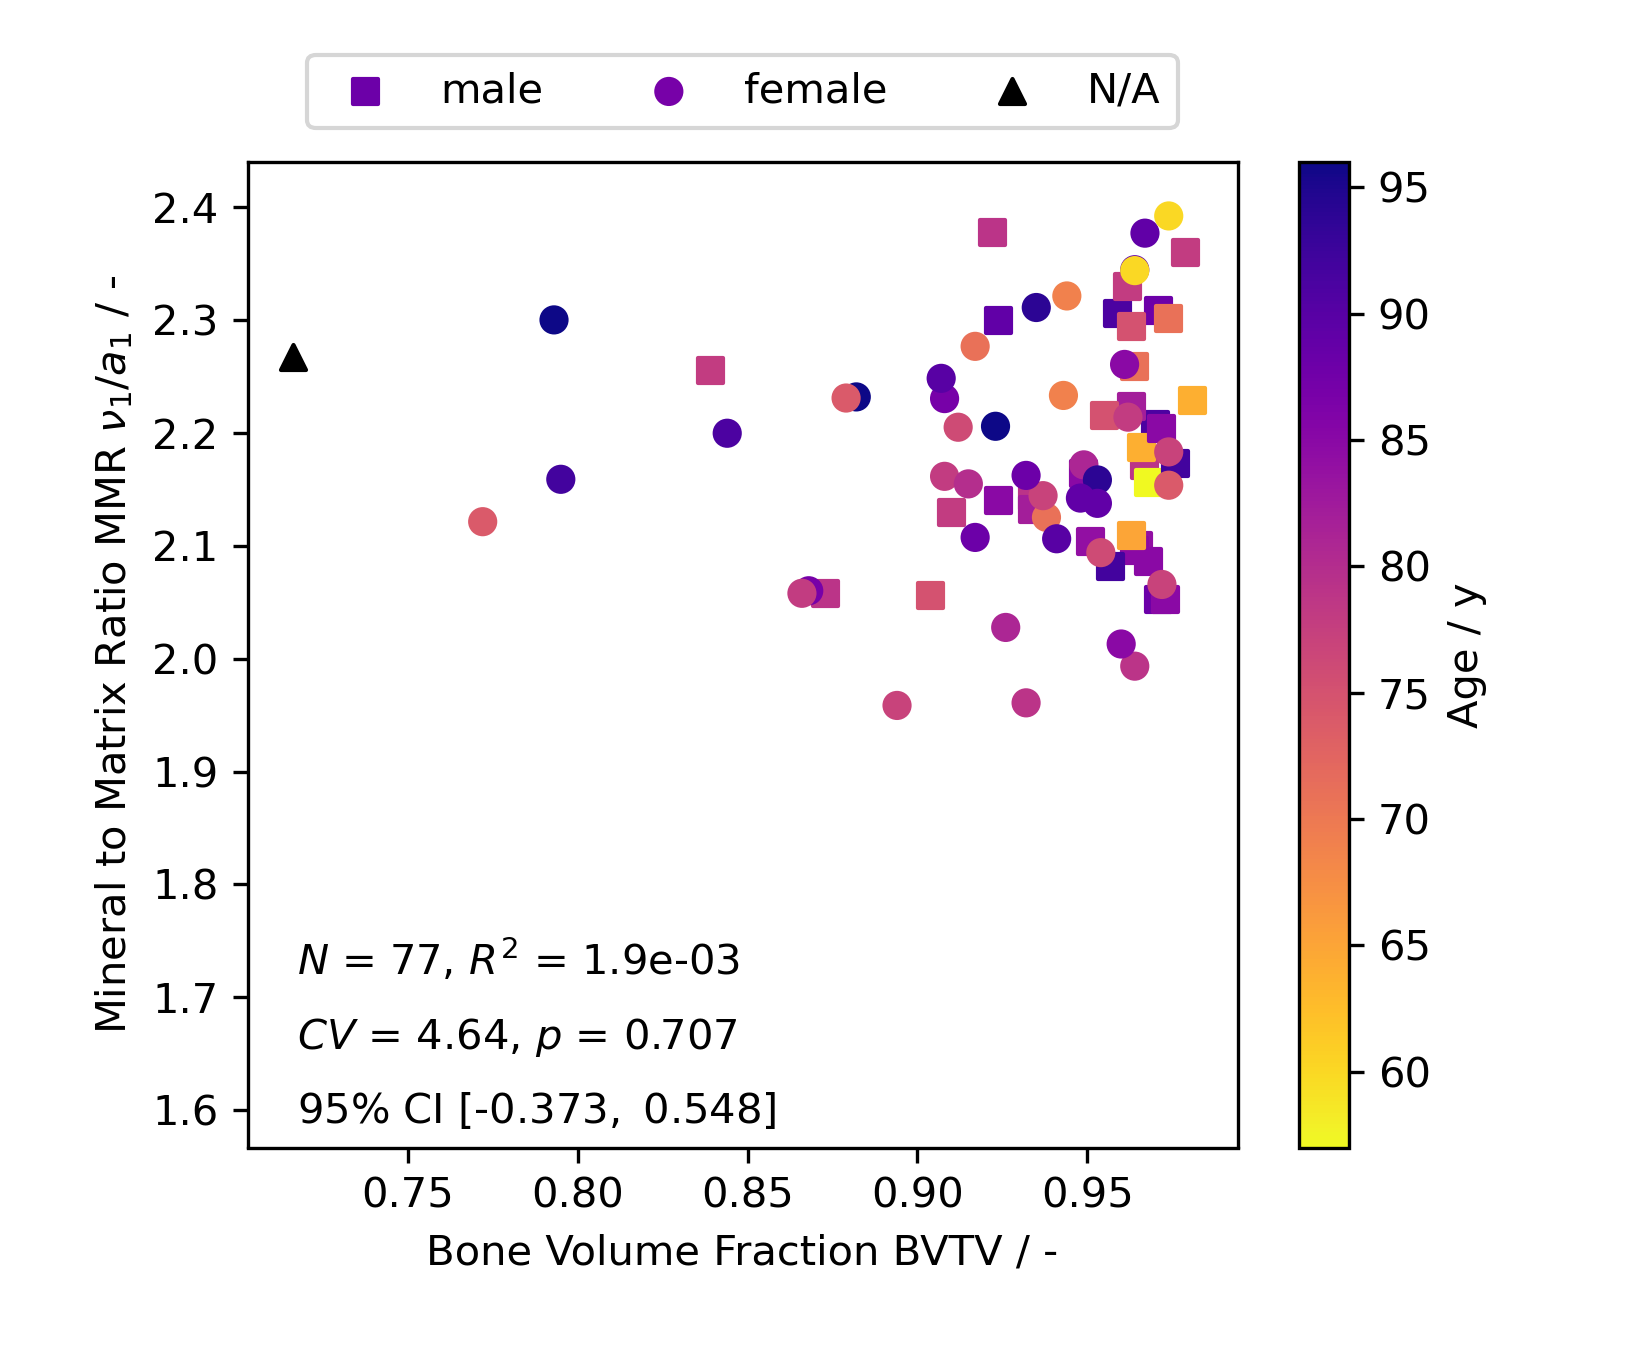 male female N/A
2.4
2.3
2.2
2.1
2.0
1.9
1.8
1.7
1.6
Mineral to Matrix Ratio MMR ν₁/a₁ / -
N = 77, R² = 1.9e-03
CV = 4.64, p = 0.707
95% CI [-0.373, 0.548]
0.75 0.80 0.85 0.90 0.95
Bone Volume Fraction BVTV / -
95
90
85
80
75
70
65
60
Age / y